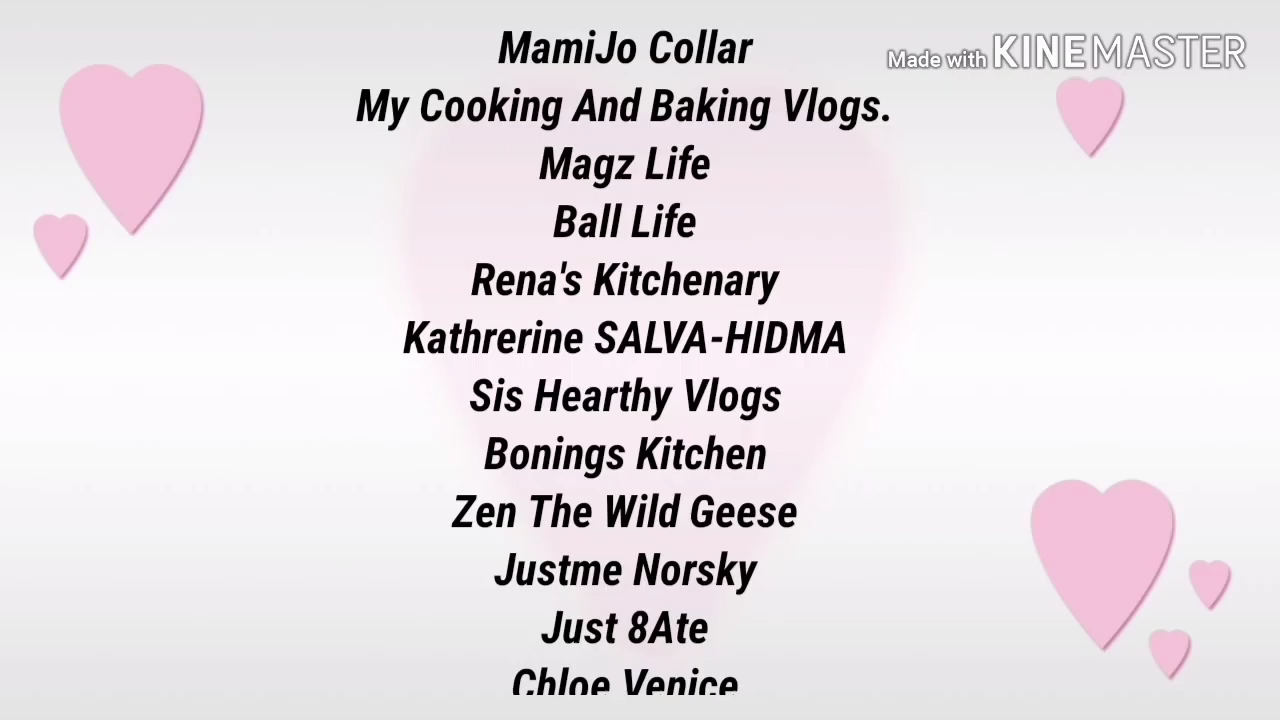 MamiJo Collar
Made with KINEMASTER
My Cooking And Baking Vlogs.
Magz Life
Ball Life
Rena's Kitchenary
Kathrerine SALVA-HIDMA
Sis Hearthy Vlogs
Bonings Kitchen
Zen The Wild Geese
Justme Norsky
Just 8Ate
Chloe Venice